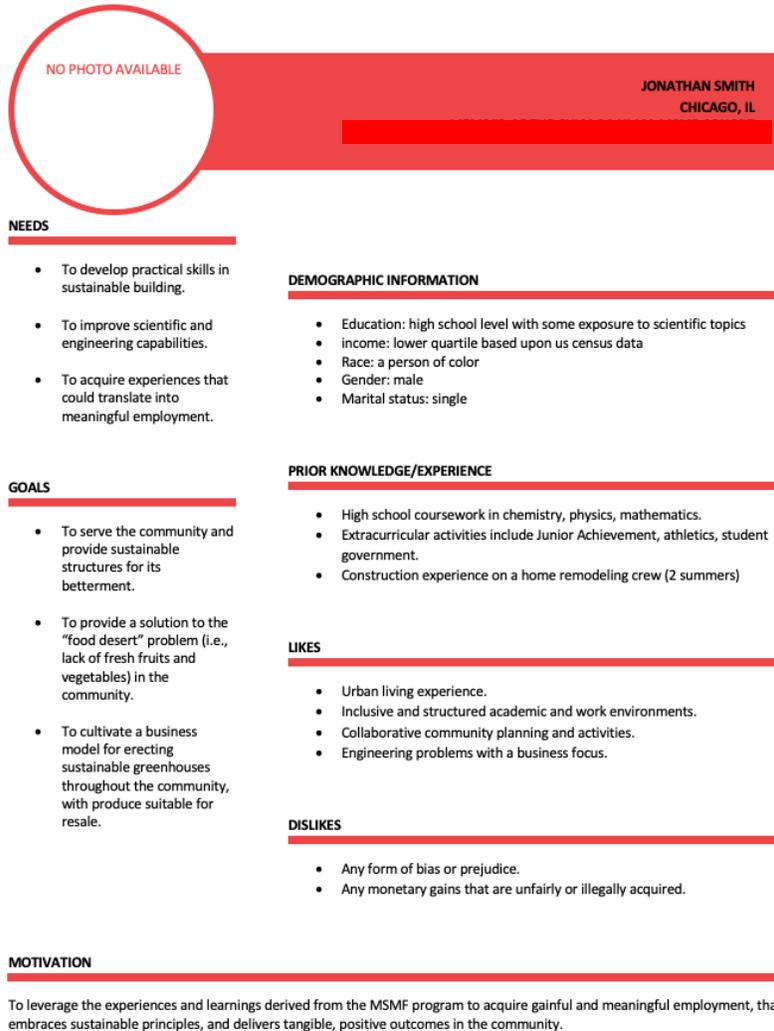 NO PHOTO AVAILABLE
JONATHAN SMITH
CHICAGO, IL
NEEDS
• To develop practical skills in
sustainable building.
• To improve scientific and
engineering capabilities.
• To acquire experiences that
could translate into
meaningful employment.
GOALS
• To serve the community and
provide sustainable
structures for its
betterment.
• To provide a solution to the
“food desert” problem (i.e.,
lack of fresh fruits and
vegetables) in the
community.
• To cultivate a business
model for erecting
sustainable greenhouses
throughout the community,
with produce suitable for
resale.
DEMOGRAPHIC INFORMATION
• Education: high school level with some exposure to scientific topics
• income: lower quartile based upon us census data
• Race: a person of color
• Gender: male
• Marital status: single
PRIOR KNOWLEDGE/EXPERIENCE
• High school coursework in chemistry, physics, mathematics.
• Extracurricular activities include Junior Achievement, athletics, student
government.
• Construction experience on a home remodeling crew (2 summers)
LIKES
• Urban living experience.
• Inclusive and structured academic and work environments.
• Collaborative community planning and activities.
• Engineering problems with a business focus.
DISLIKES
• Any form of bias or prejudice.
• Any monetary gains that are unfairly or illegally acquired.
MOTIVATION
To leverage the experiences and learnings derived from the MSMF program to acquire gainful and meaningful employment,
embraces sustainable principles, and delivers tangible, positive outcomes in the community.